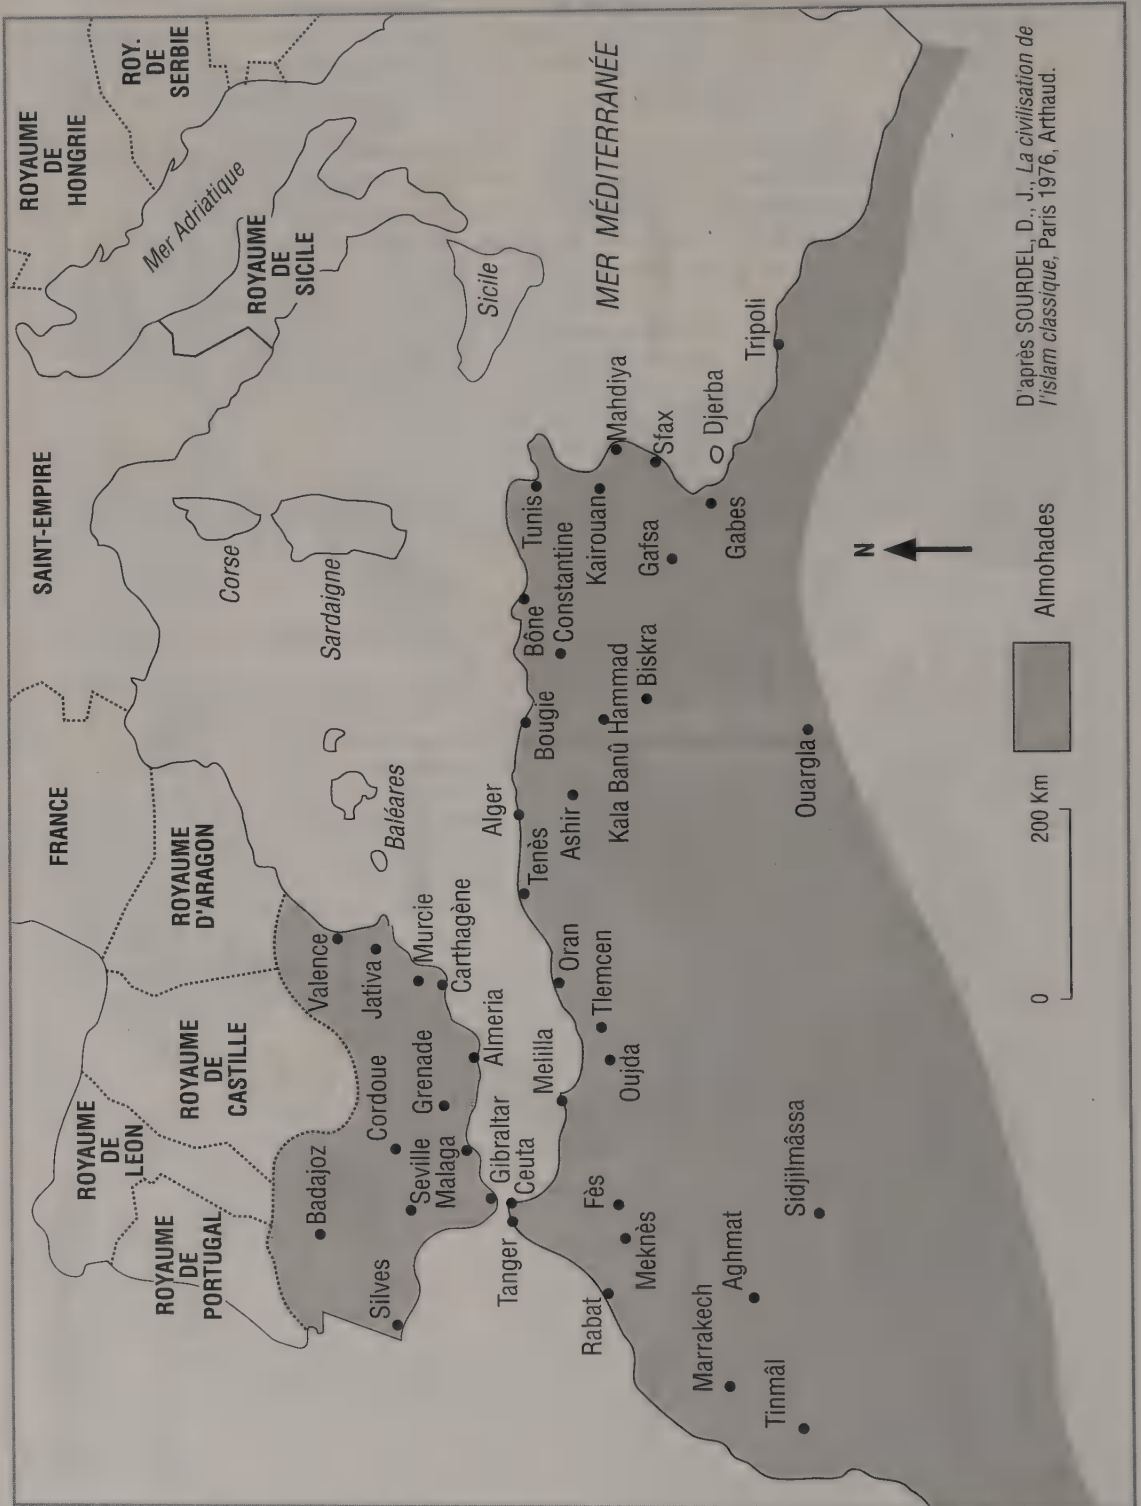 FRANCE
SAINT-EMPIRE
ROYAUME
DE
HONGRIE
ROY.
DE
SERBIE
ROYAUME
DE
LEON
ROYAUME
DE
PORTUGAL
ROYAUME
DE
CASTILLE
ROYAUME
D'ARAGON
Mer Adriatique
ROYAUME
DE
SICILE
Corse
Sardaigne
Baléares
Sicile
MER MÉDITERRANÉE
Badajoz
Valence
Jativa
Cordoue
Murcie
Silves
Seville
Grenade
Carthagène
Malaga
Almeria
Gibraltar
Ceuta
Tanger
Melilla
Oran
Tenès
Alger
Bougie
Bône
Tunis
Constantine
Ashir
Tlemcen
Oujda
Kala Banû Hammad
Kairouan
Mahdiya
Rabat
Fès
Meknès
Biskra
Gafsa
Sfax
Gabes
Djerba
Tripoli
Marrakech
Aghmat
Tinmâl
Sidjilmâssa
Ouargla
N
0
200 Km
Almohades
D'après SOURDEL, D., J., La civilisation de
l'islam classique, Paris 1976, Arthaud.